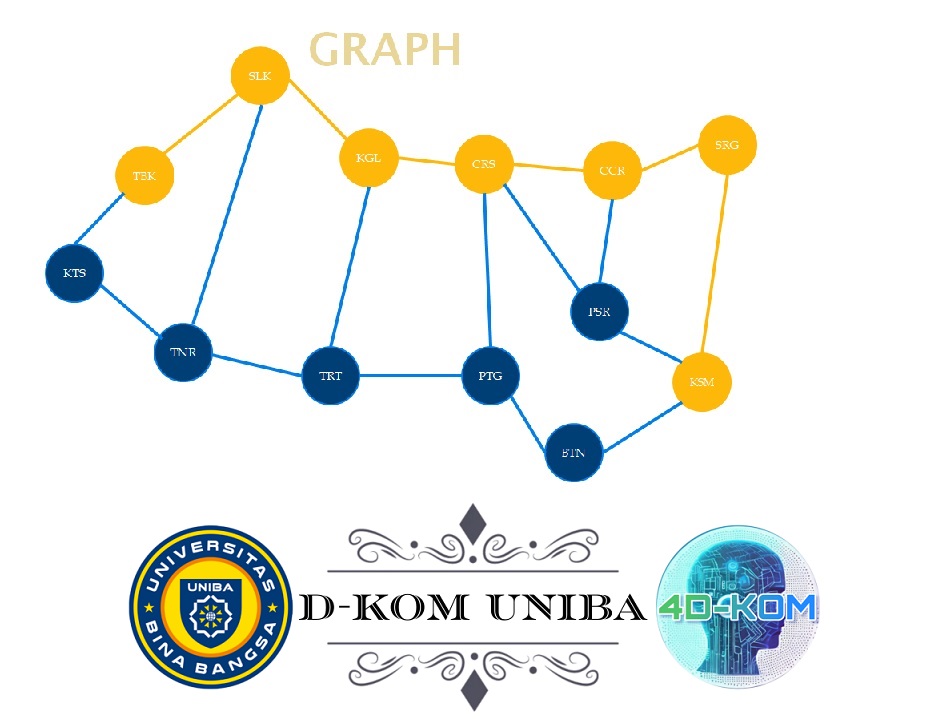 GRAPH
SLK
SRG
KGL
CRS
CCR
TBK
KTS
PSR
TNR
TRT
PTG
KSM
BTN
UNIVERSITAS
UNIBA
BINA BANGSA
D-KOM UNIBA
4D-KOM